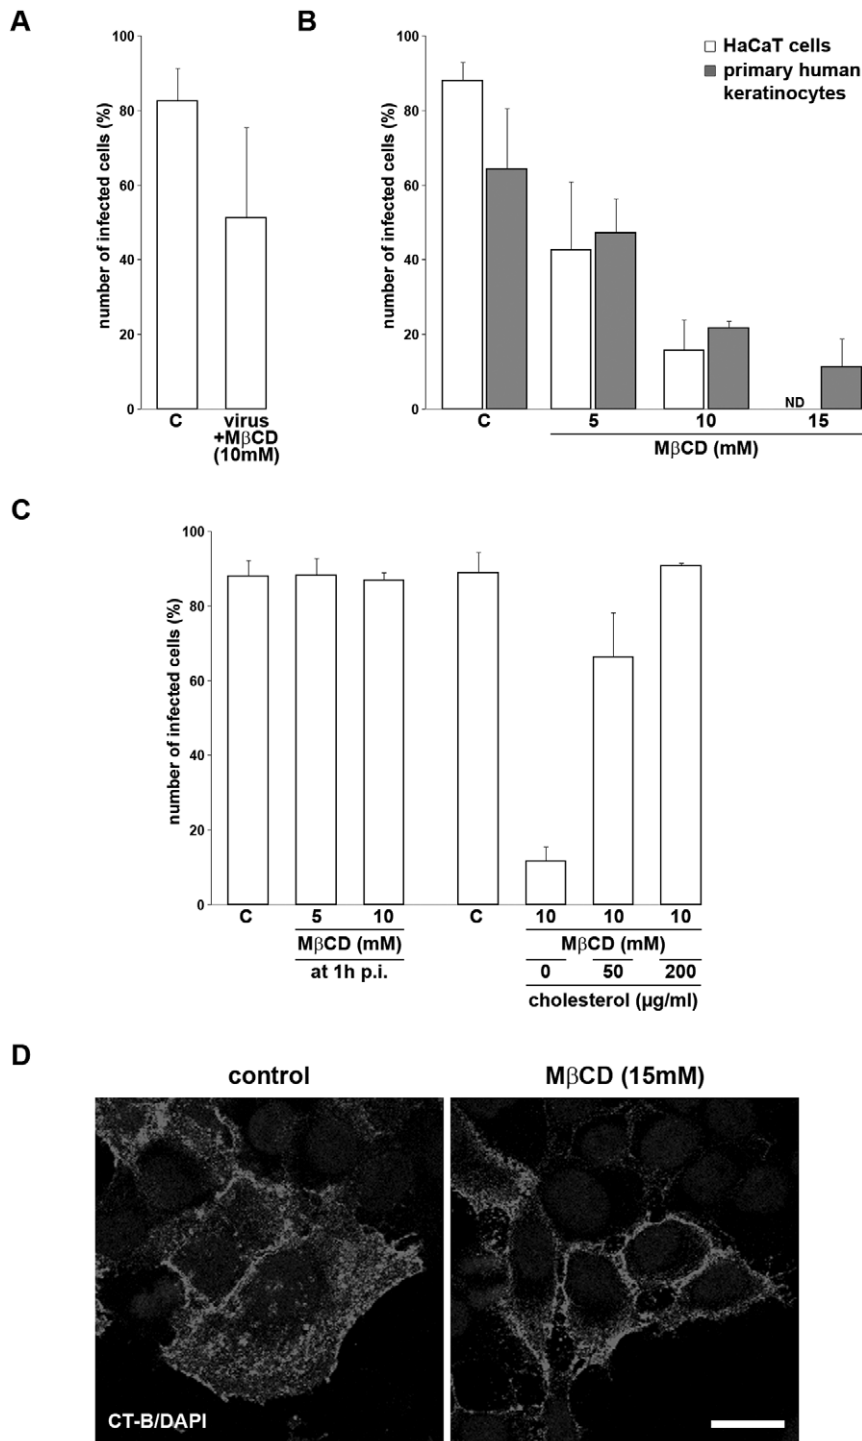 A
B
number of infected cells (%)
100
80
60
40
20
0
C
virus
+MβCD
(10mM)
number of infected cells (%)
100
80
60
40
20
0
HaCaT cells
primary human
keratinocytes
ND
C
5
10
15
MβCD (mM)
C
number of infected cells (%)
100
80
60
40
20
0
C
5
10
C
10
10
10
MβCD (mM)
MβCD (mM)
at 1h p.i.
0
50
200
cholesterol (µg/ml)
D
control
MβCD (15mM)
CT-B/DAPI